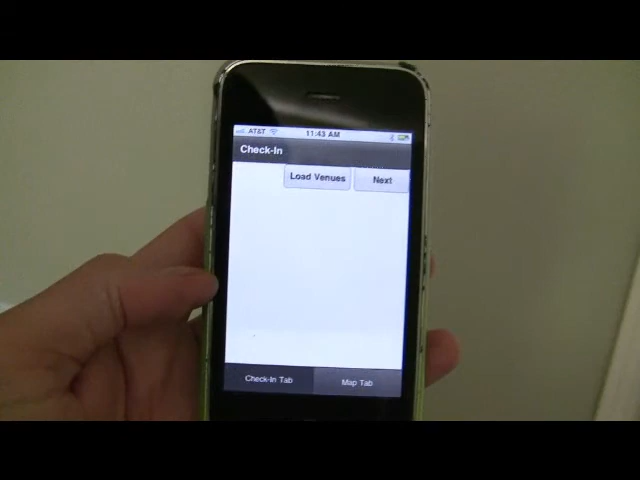 AT&T 11:43 AM
Check-In
Load Venues Next
Check-In Tab Map Tab